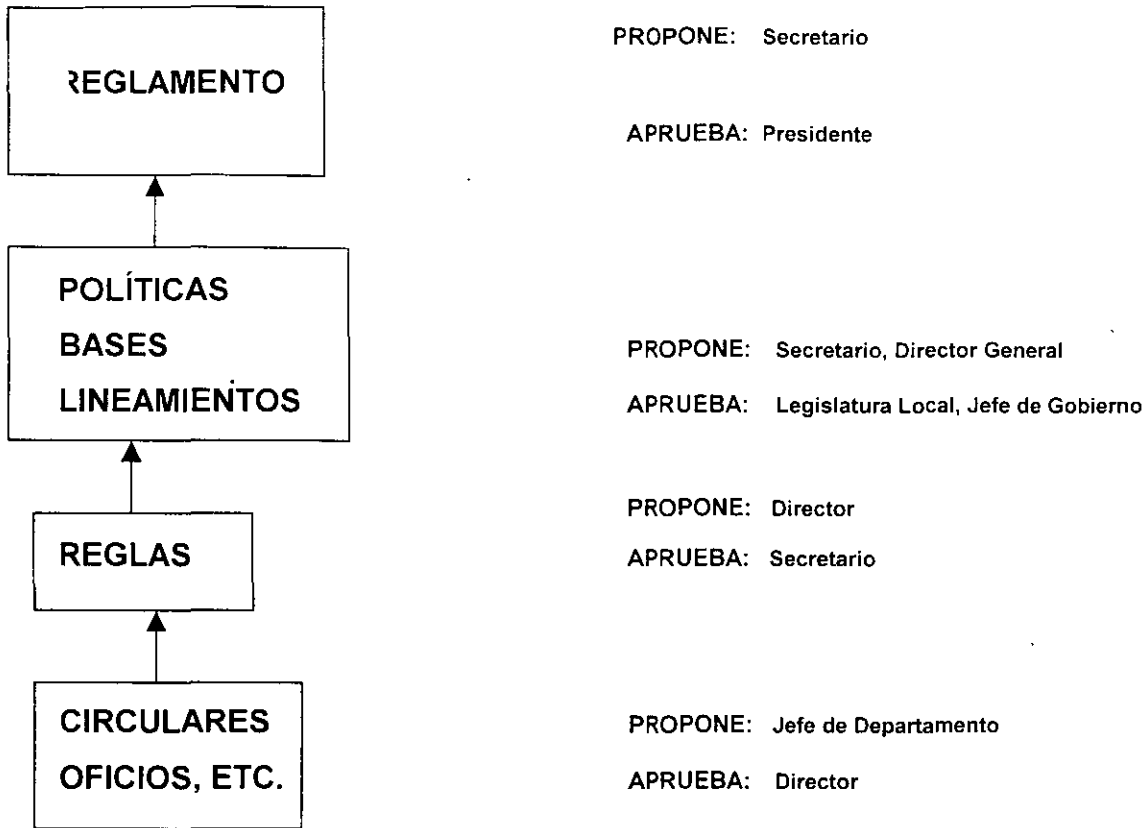 REGLAMENTO
PROPONE: Secretario
APRUEBA: Presidente
POLÍTICAS
BASES
LINEAMIENTOS
PROPONE: Secretario, Director General
APRUEBA: Legislatura Local, Jefe de Gobierno
REGLAS
PROPONE: Director
APRUEBA: Secretario
CIRCULARES
OFICIOS, ETC.
PROPONE: Jefe de Departamento
APRUEBA: Director